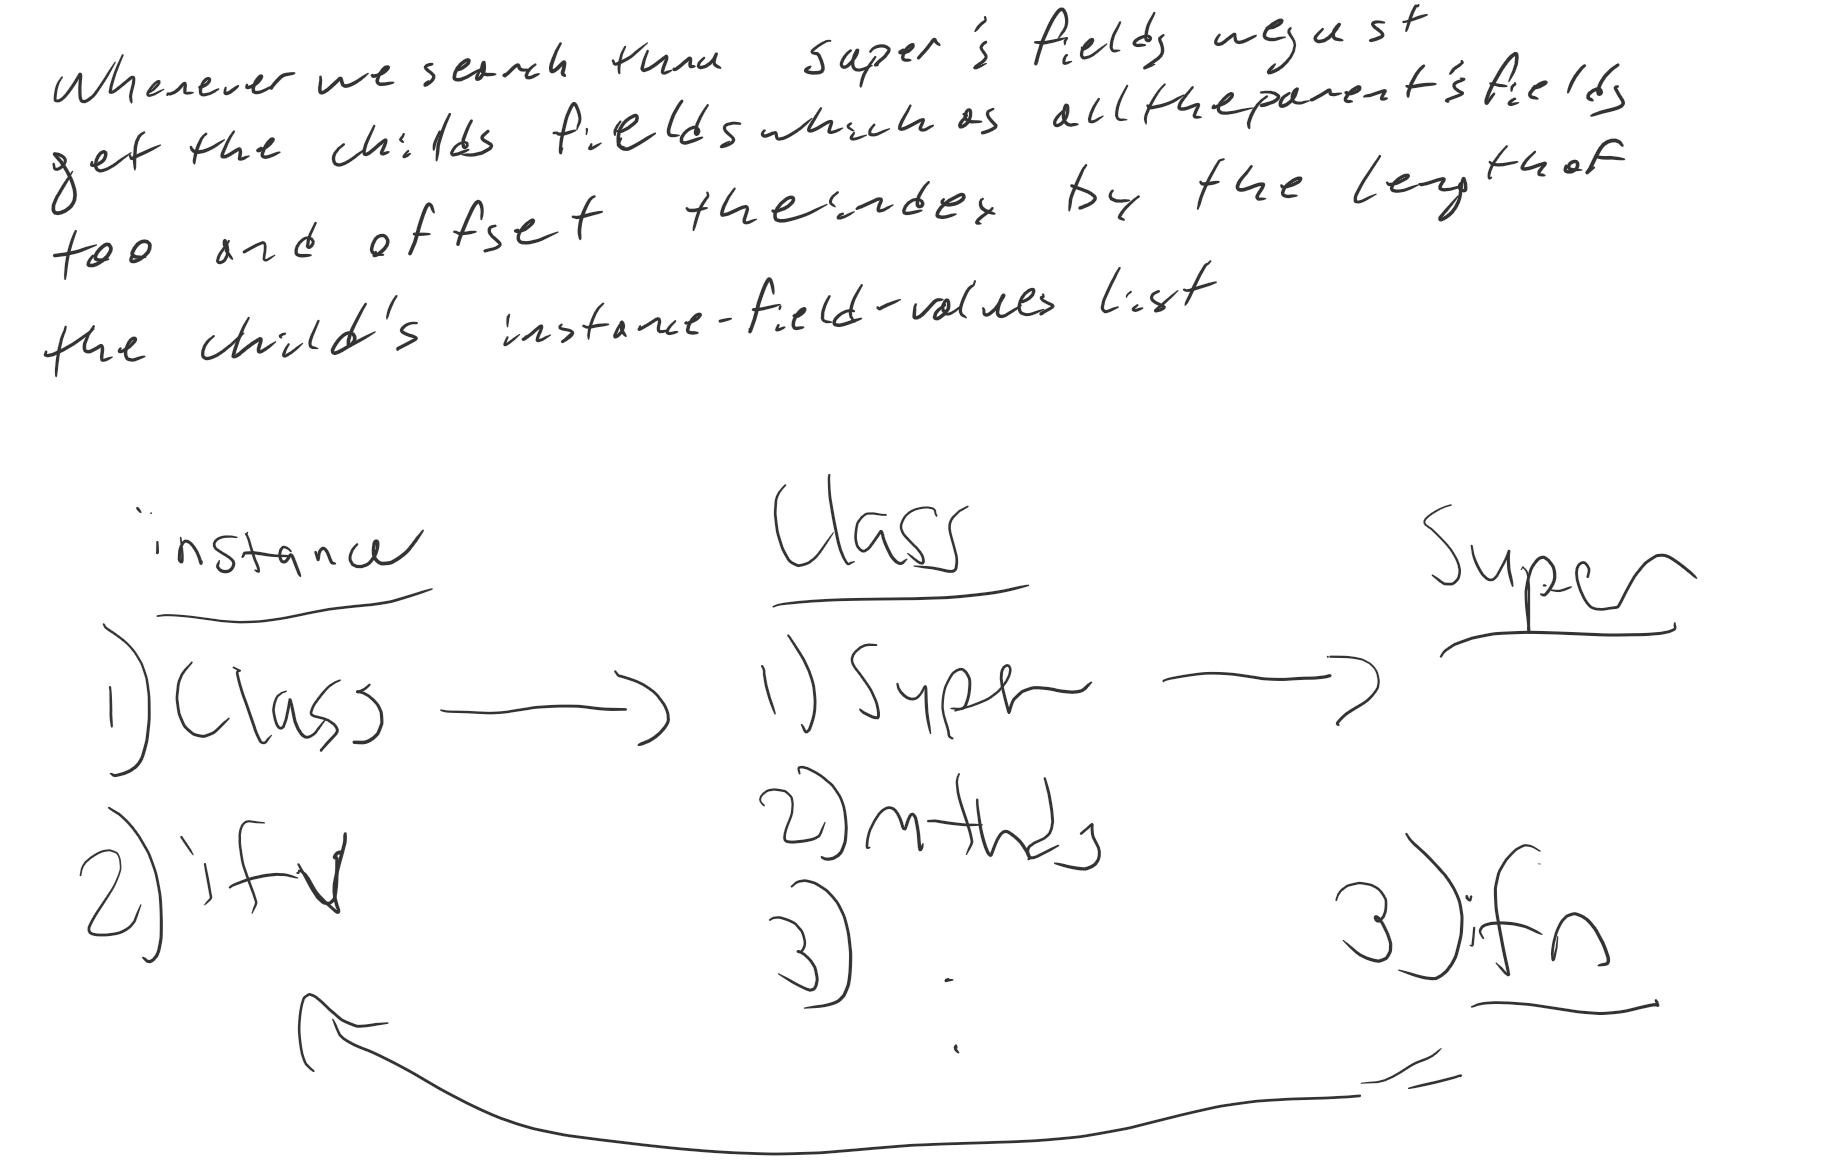 Whenever we search thru super's fields we just
get the childs fields which as all the parent's fields
too and offset the index by the length of
the child's instance-field-values list
instance Class Super
1) Class 1) Super
2) ifv 2) mthds
3) 3) ifn